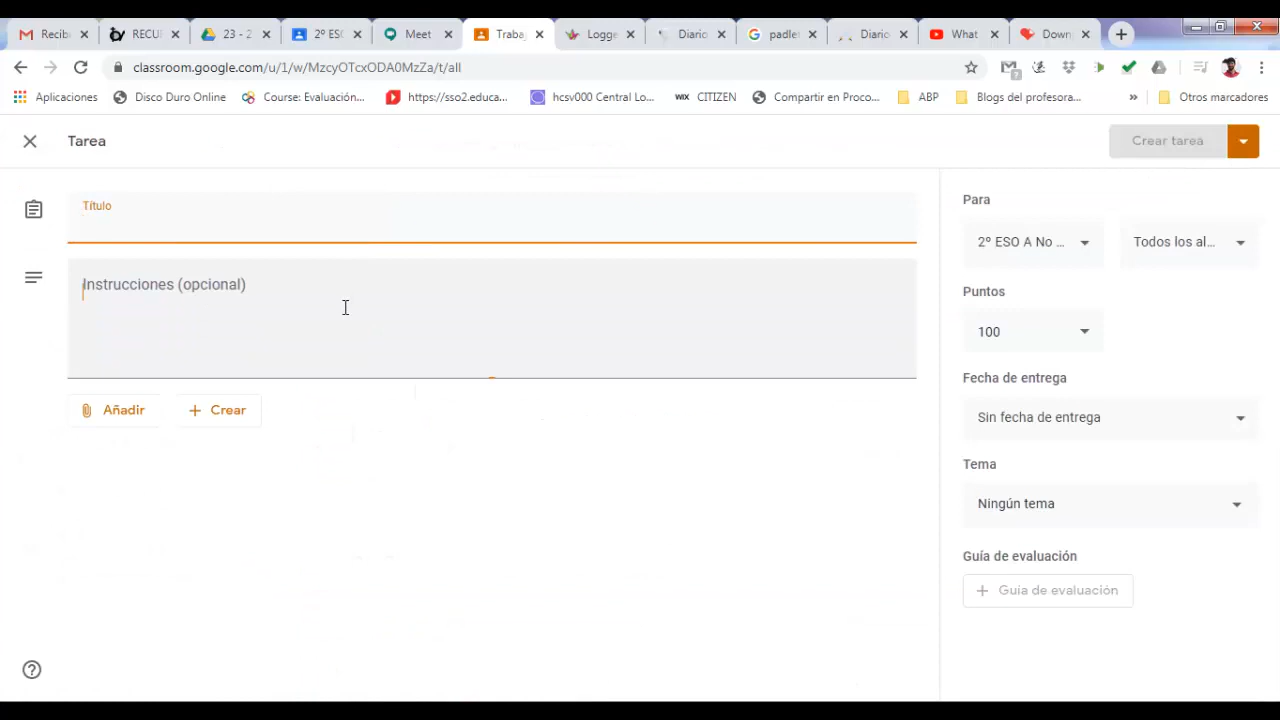 Recibe
RECU
23 - 2
2º ESO
Meet
Traba
Logge
Diario
padle
Diario
What
Down
classroom.google.com/u/1/w/MzcyOTcxODA0MzZa/t/all
Aplicaciones
Disco Duro Online
Course: Evaluación...
https://sso2.educa...
hcsv000 Central Lo...
WIX CITIZEN
Compartir en Proco...
ABP
Blogs del profesora...
»
Otros marcadores
Tarea
Crear tarea
Título
Instrucciones (opcional)
Añadir
+ Crear
Para
2º ESO A No ...
Todos los al...
Puntos
100
Fecha de entrega
Sin fecha de entrega
Tema
Ningún tema
Guía de evaluación
+ Guía de evaluación